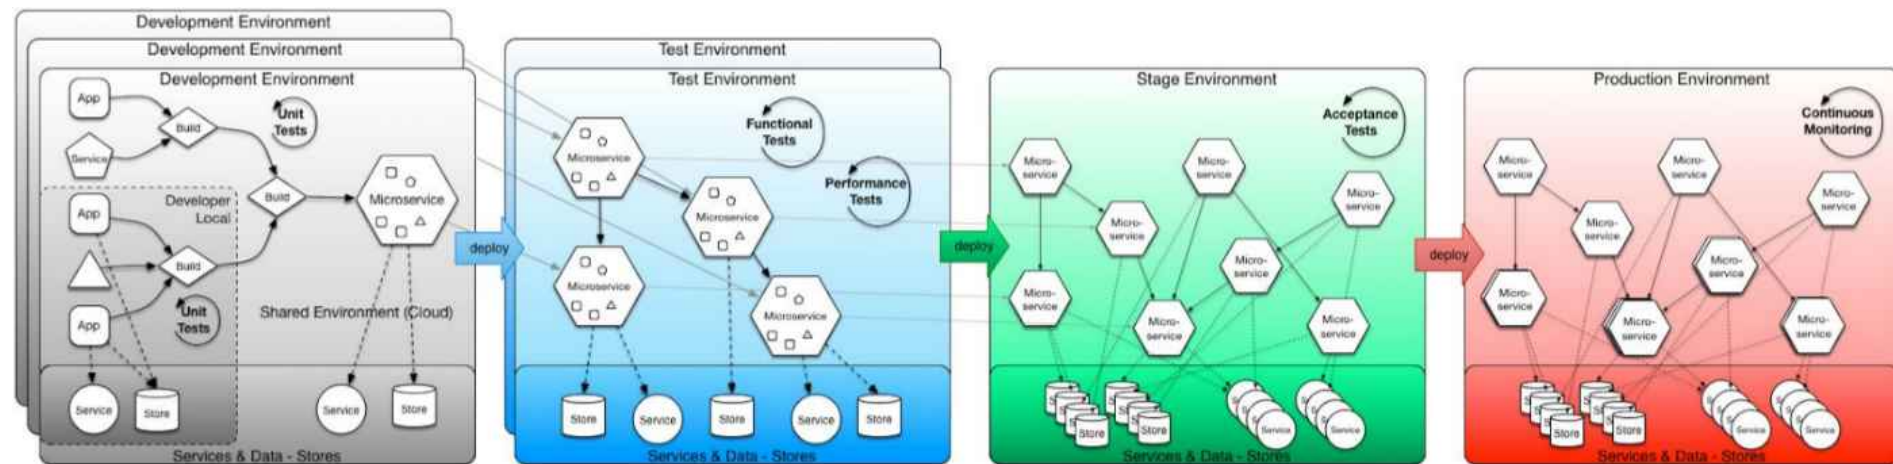 Development Environment
Development Environment
Development Environment
App
Service
Build
Unit
Tests
Build
Microservice
Developer
Local
App
App
Build
Unit
Tests
Shared Environment (Cloud)
Service
Store
Service
Store
Services & Data - Stores
deploy
Test Environment
Test Environment
Functional
Tests
Performance
Tests
Microservice
Microservice
Microservice
Microservice
Store
Service
Store
Service
Store
Services & Data - Stores
deploy
Stage Environment
Acceptance
Tests
Micro-
service
Micro-
service
Micro-
service
Micro-
service
Micro-
service
Micro-
service
Micro-
service
Micro-
service
Store
Store
Service
Service
Services & Data - Stores
deploy
Production Environment
Continuous
Monitoring
Micro-
service
Micro-
service
Micro-
service
Micro-
service
Micro-
service
Micro-
service
Micro-
service
Micro-
service
Store
Store
Service
Service
Services & Data - Stores